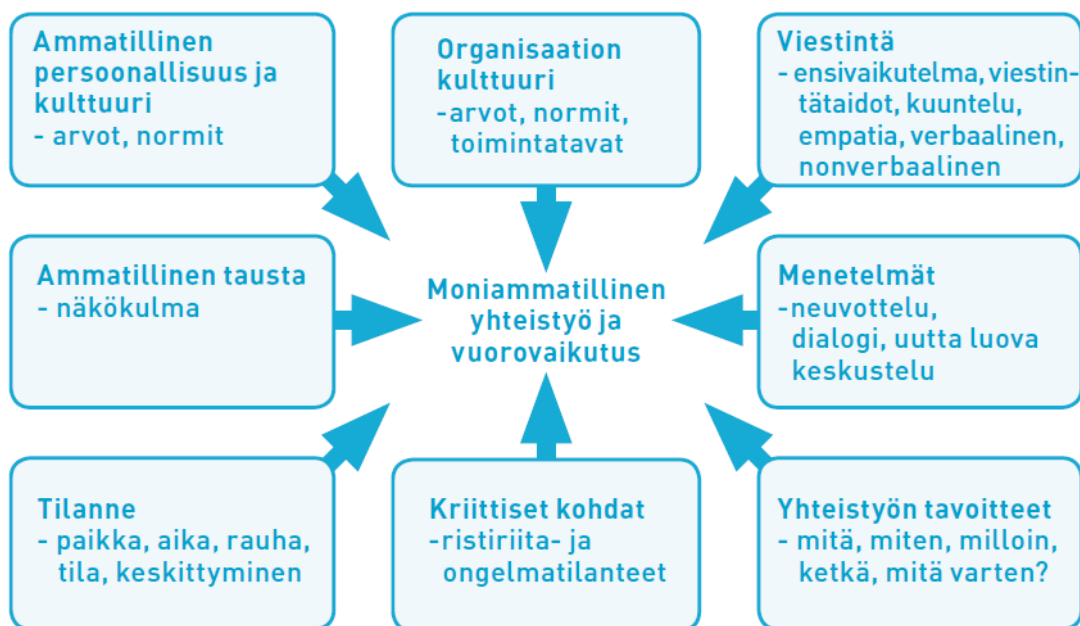 Ammatillinen
persoonallisuus ja
kulttuuri
- arvot, normit
Organisaation
kulttuuri
-arvot, normit,
toimintatavat
Viestintä
- ensivaikutelma, viestin-
tätaidot, kuuntelu,
empatia, verbaalinen,
nonverbaalinen
Ammatillinen tausta
- näkökulma
Moniammatillinen
yhteistyö ja
vuorovaikutus
Menetelmät
-neuvottelu,
dialogi, uutta luova
keskustelu
Tilanne
- paikka, aika, rauha,
tila, keskittyminen
Kriittiset kohdat
-ristiriita- ja
ongelmatilanteet
Yhteistyön tavoitteet
- mitä, miten, milloin,
ketkä, mitä varten?